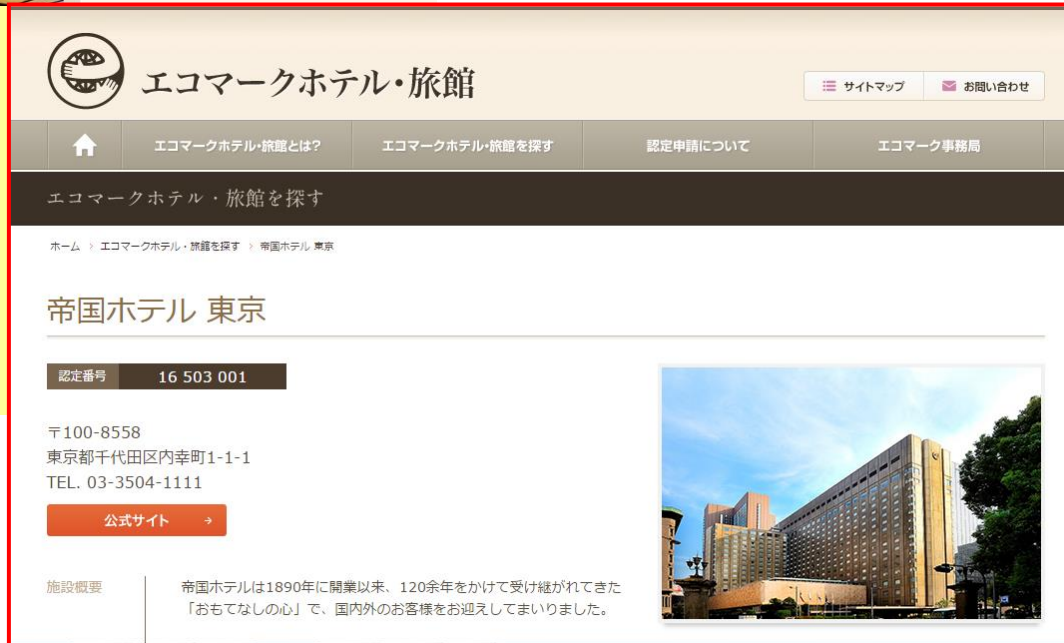 エコマークホテル・旅館
サイトマップ
お問い合わせ
エコマークホテル・旅館とは?
エコマークホテル・旅館を探す
認定申請について
エコマーク事務局
エコマークホテル・旅館を探す
ホーム > エコマークホテル・旅館を探す > 帝国ホテル 東京
帝国ホテル 東京
認定番号 16 503 001
〒100-8558
東京都千代田区内幸町1-1-1
TEL. 03-3504-1111
公式サイト →
施設概要
帝国ホテルは1890年に開業以来、120余年をかけて受け継がれてきた
「おもてなしの心」で、国内外のお客様をお迎えしてまいりました。